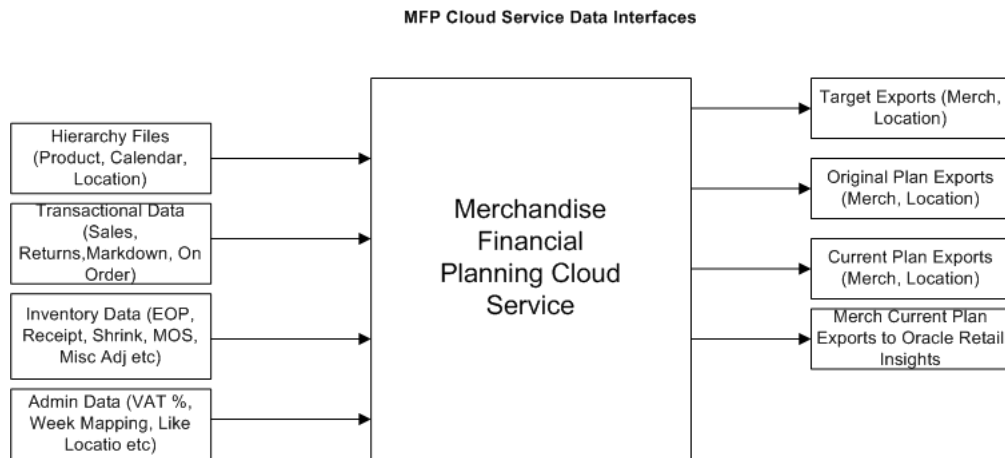 MFP Cloud Service Data Interfaces
Hierarchy Files
(Product, Calendar,
Location)
Transactional Data
(Sales,
Returns,Markdown, On
Order)
Inventory Data (EOP,
Receipt, Shrink, MOS,
Misc Adj etc)
Admin Data (VAT %,
Week Mapping, Like
Locatio etc)
Merchandise
Financial
Planning Cloud
Service
Target Exports (Merch,
Location)
Original Plan Exports
(Merch, Location)
Current Plan Exports
(Merch, Location)
Merch Current Plan
Exports to Oracle Retail
Insights